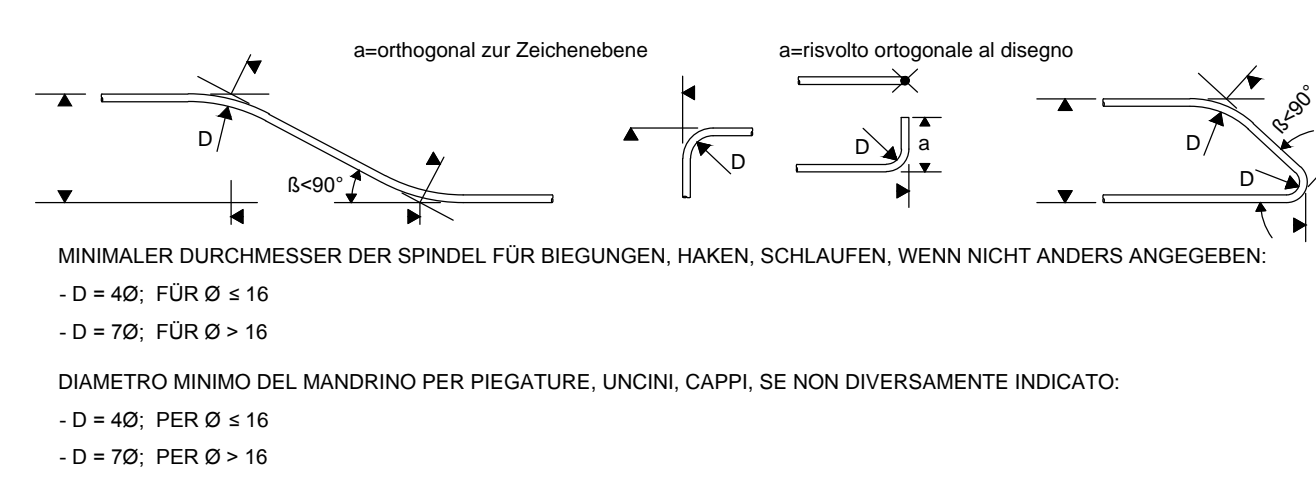 a=orthogonal zur Zeichenebene
a=risvolto ortogonale al disegno
D
ß<90°
D
D
a
D
D
ß<90°
MINIMALER DURCHMESSER DER SPINDEL FÜR BIEGUNGEN, HAKEN, SCHLAUFEN, WENN NICHT ANDERS ANGEGEBEN:
- D = 4Ø; FÜR Ø ≤ 16
- D = 7Ø; FÜR Ø > 16
DIAMETRO MINIMO DEL MANDRINO PER PIEGATURE, UNCINI, CAPPI, SE NON DIVERSAMENTE INDICATO:
- D = 4Ø; PER Ø ≤ 16
- D = 7Ø; PER Ø > 16